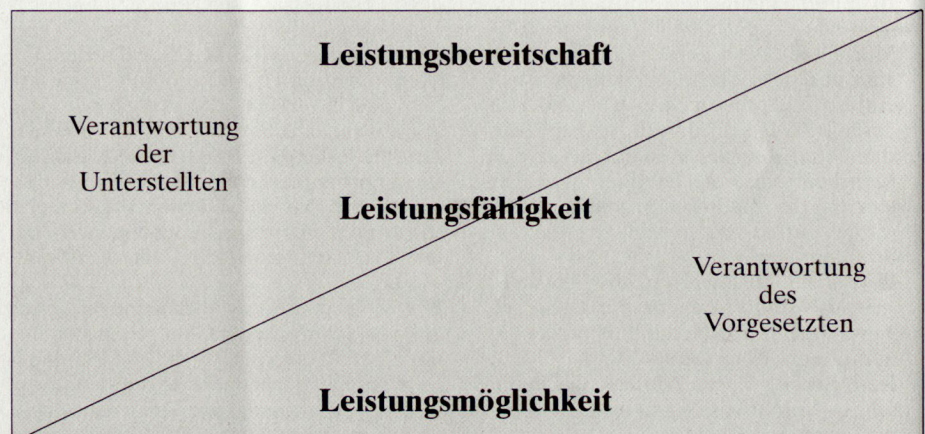 Leistungsbereitschaft
Verantwortung
der
Unterstellten
Leistungsfähigkeit
Verantwortung
des
Vorgesetzten
Leistungsmöglichkeit